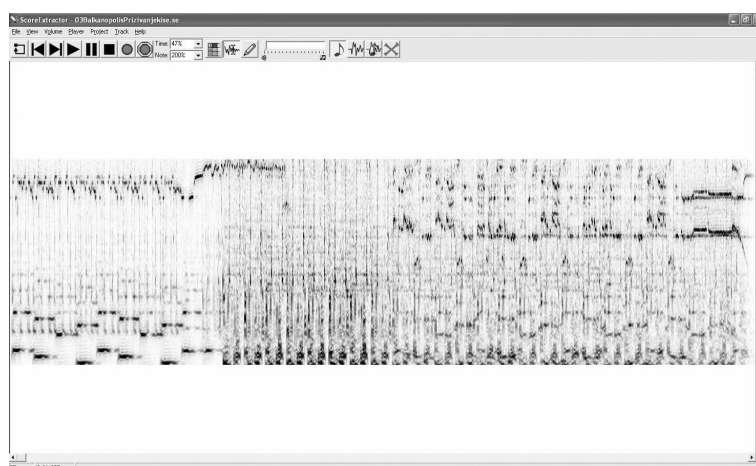 ScoreExtractor - 03BalkanopolisPrizivanjekise.se
File View Volume Player Project Track Help
Time: 47%
Note: 200%